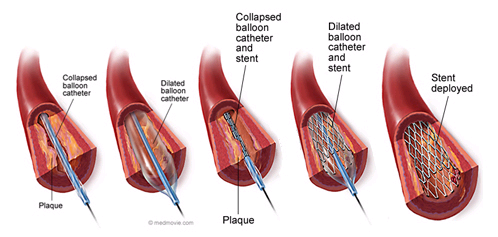 Collapsed
balloon
catheter
Plaque
Dilated
balloon
catheter
© medmovie.com
Collapsed
balloon
catheter
and
stent
Plaque
Dilated
balloon
catheter
and
stent
Stent
deployed